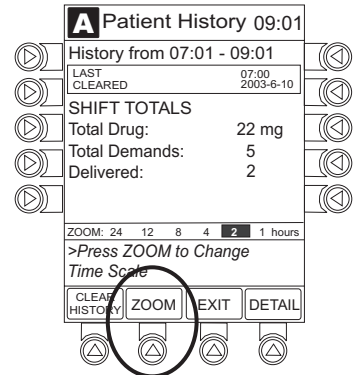 A Patient History 09:01
History from 07:01 - 09:01
LAST 07:00
CLEARED 2003-6-10
SHIFT TOTALS
Total Drug: 22 mg
Total Demands: 5
Delivered: 2
ZOOM: 24 12 8 4 2 1 hours
>Press ZOOM to Change
Time Scale
CLEAR HISTORY ZOOM EXIT DETAIL